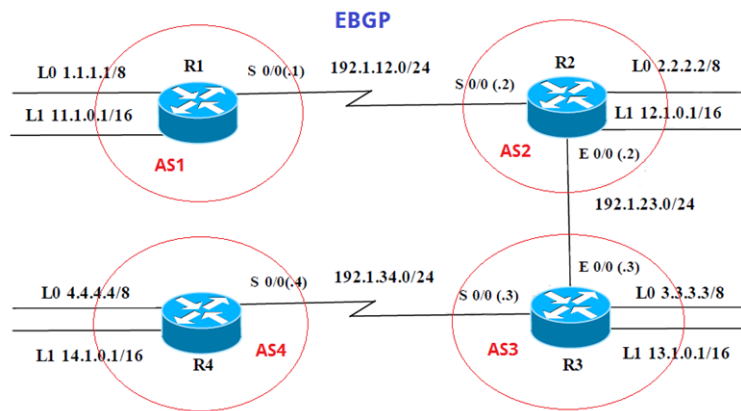 EBGP
R1
L0 1.1.1.1/8
S 0/0(.1)
192.1.12.0/24
L1 11.1.0.1/16
AS1
R2
S 0/0 (.2)
L0 2.2.2.2/8
L1 12.1.0.1/16
AS2
E 0/0 (.2)
192.1.23.0/24
L0 4.4.4.4/8
S 0/0(.4)
192.1.34.0/24
L1 14.1.0.1/16
R4
AS4
E 0/0 (.3)
S 0/0 (.3)
L0 3.3.3.3/8
L1 13.1.0.1/16
AS3
R3